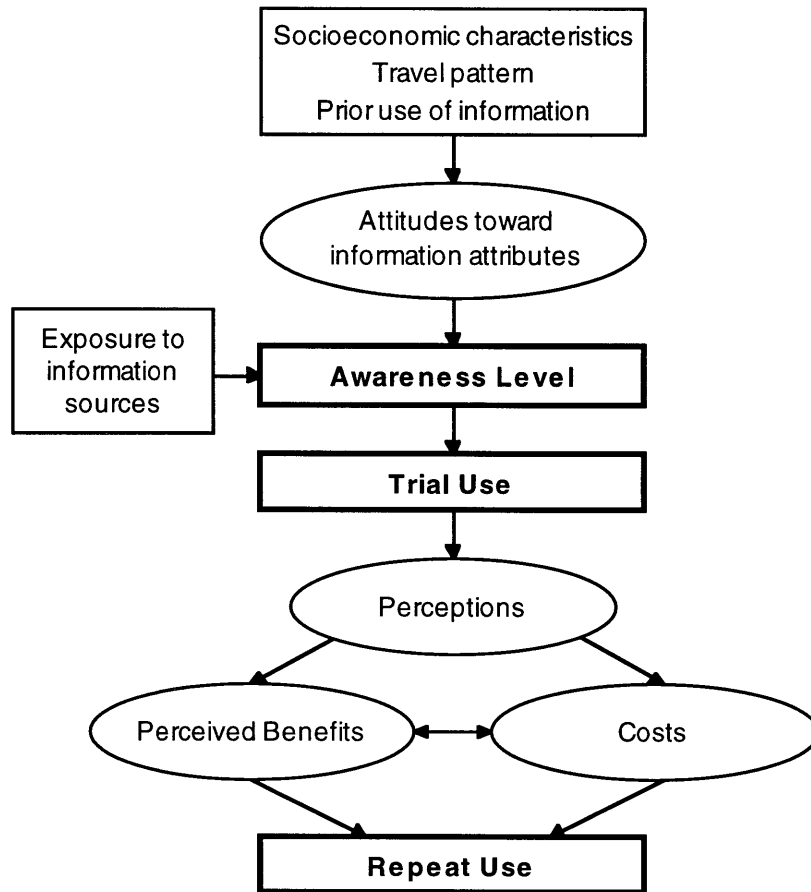 Socioeconomic characteristics
Travel pattern
Prior use of information
Attitudes toward
information attributes
Exposure to
information
sources
Awareness Level
Trial Use
Perceptions
Perceived Benefits
Costs
Repeat Use